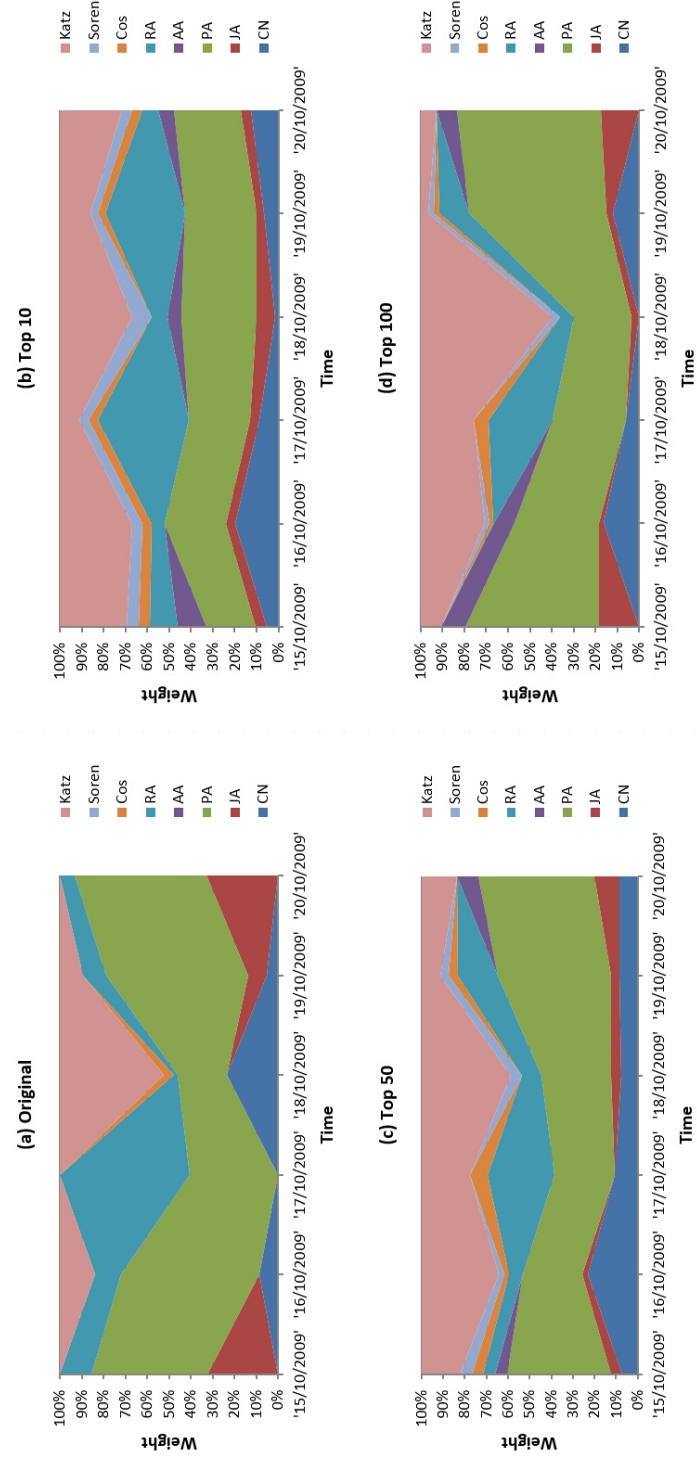 (a) Original
100%
90%
80%
70%
60%
50%
40%
30%
20%
10%
0%
Weight
'15/10/2009' '16/10/2009' '17/10/2009' '18/10/2009' '19/10/2009' '20/10/2009'
Time
Katz
Soren
Cos
RA
AA
PA
JA
CN
(b) Top 10
100%
90%
80%
70%
60%
50%
40%
30%
20%
10%
0%
Weight
'15/10/2009' '16/10/2009' '17/10/2009' '18/10/2009' '19/10/2009' '20/10/2009'
Time
Katz
Soren
Cos
RA
AA
PA
JA
CN
(c) Top 50
100%
90%
80%
70%
60%
50%
40%
30%
20%
10%
0%
Weight
'15/10/2009' '16/10/2009' '17/10/2009' '18/10/2009' '19/10/2009' '20/10/2009'
Time
Katz
Soren
Cos
RA
AA
PA
JA
CN
(d) Top 100
100%
90%
80%
70%
60%
50%
40%
30%
20%
10%
0%
Weight
'15/10/2009' '16/10/2009' '17/10/2009' '18/10/2009' '19/10/2009' '20/10/2009'
Time
Katz
Soren
Cos
RA
AA
PA
JA
CN